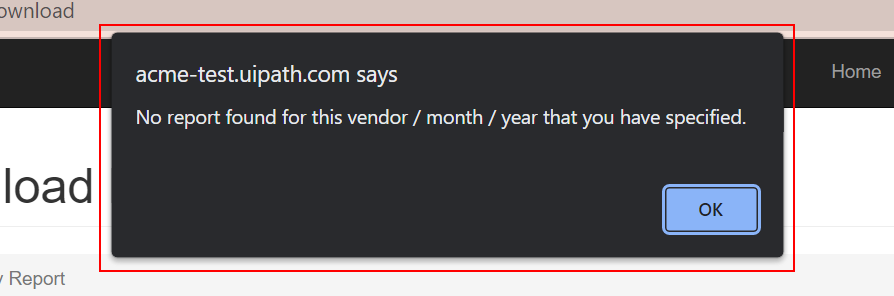 ownload
acme-test.uipath.com says
Home
No report found for this vendor / month / year that you have specified.
load
OK
y Report